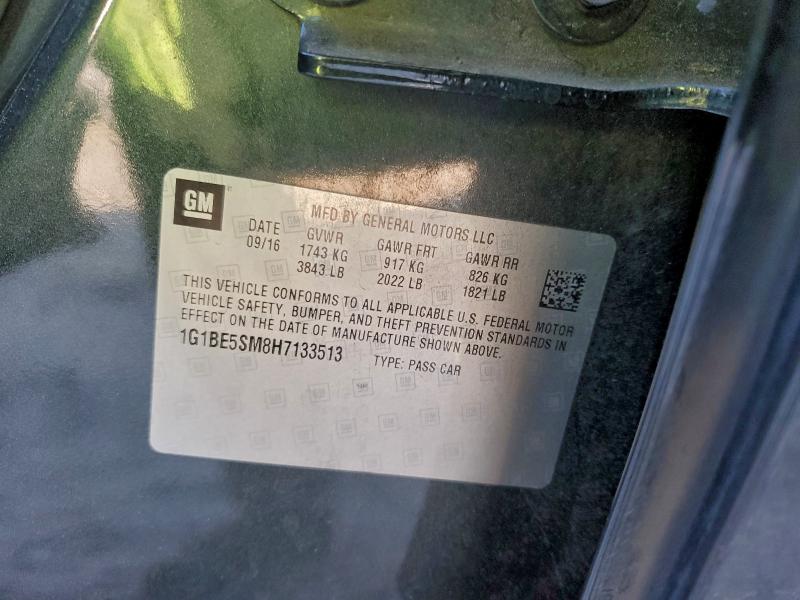 GM
MFD BY GENERAL MOTORS LLC
DATE GVWR GAWR FRT GAWR RR
09/16 1743 KG 917 KG 826 KG
3843 LB 2022 LB 1821 LB
THIS VEHICLE CONFORMS TO ALL APPLICABLE U.S. FEDERAL MOTOR
VEHICLE SAFETY, BUMPER, AND THEFT PREVENTION STANDARDS IN
EFFECT ON THE DATE OF MANUFACTURE SHOWN ABOVE.
1G1BE5SM8H7133513 TYPE: PASS CAR